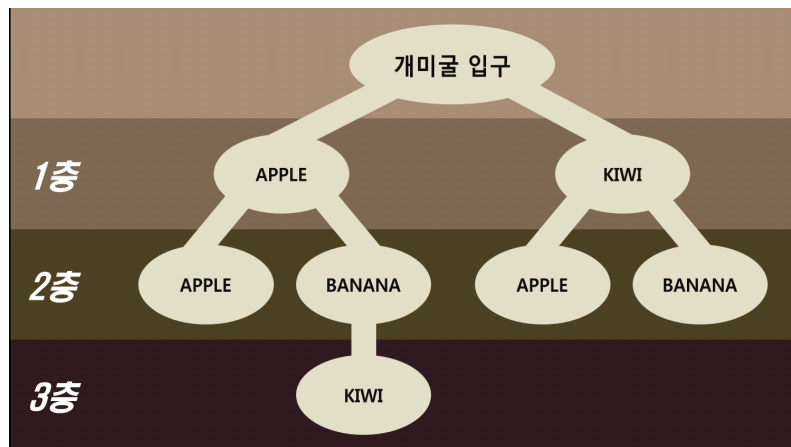 개미굴 입구
1층
APPLE
KIWI
2층
APPLE
BANANA
APPLE
BANANA
3층
KIWI